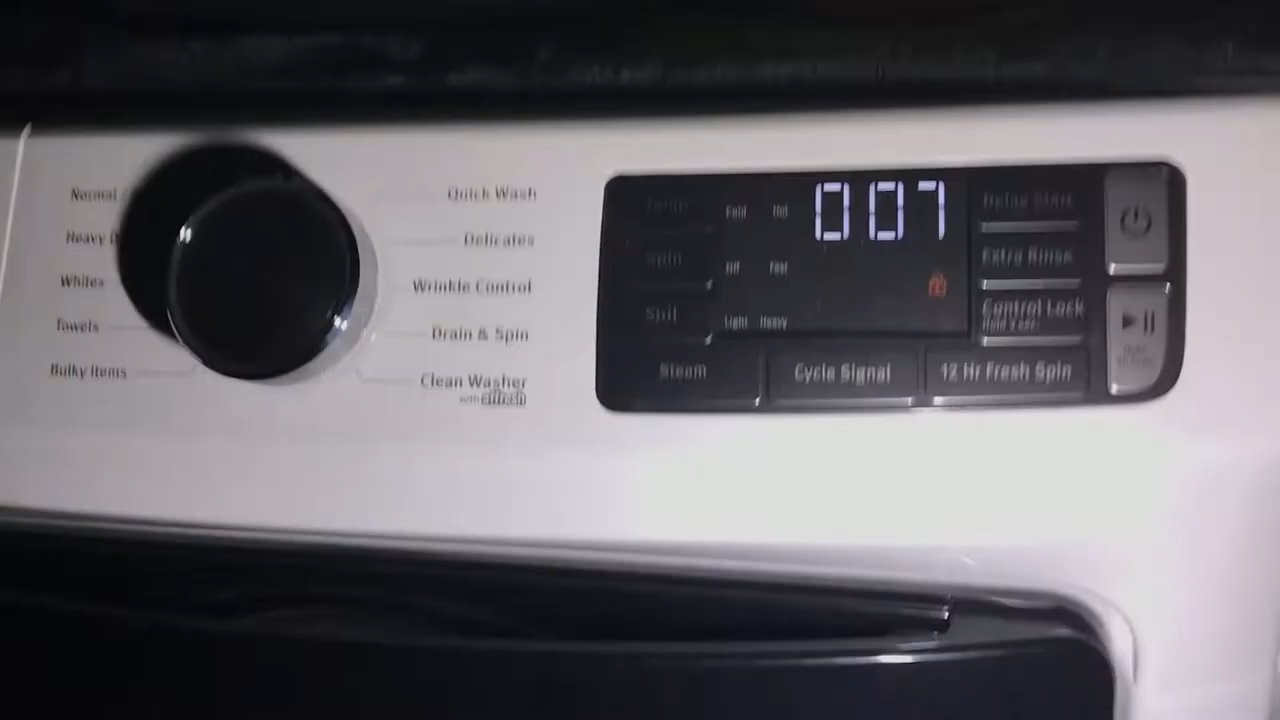 Normal
Heavy D
Whites
Towels
Bulky Items
Quick Wash
Delicates
Wrinkle Control
Drain & Spin
Clean Washer
with affresh
Temp
Spin
Soil
Cold Hot
Off Fast
Light Heavy
007
Delay Start
Extra Rinse
Control Lock
Hold 3 sec
Steam
Cycle Signal
12 Hr Fresh Spin